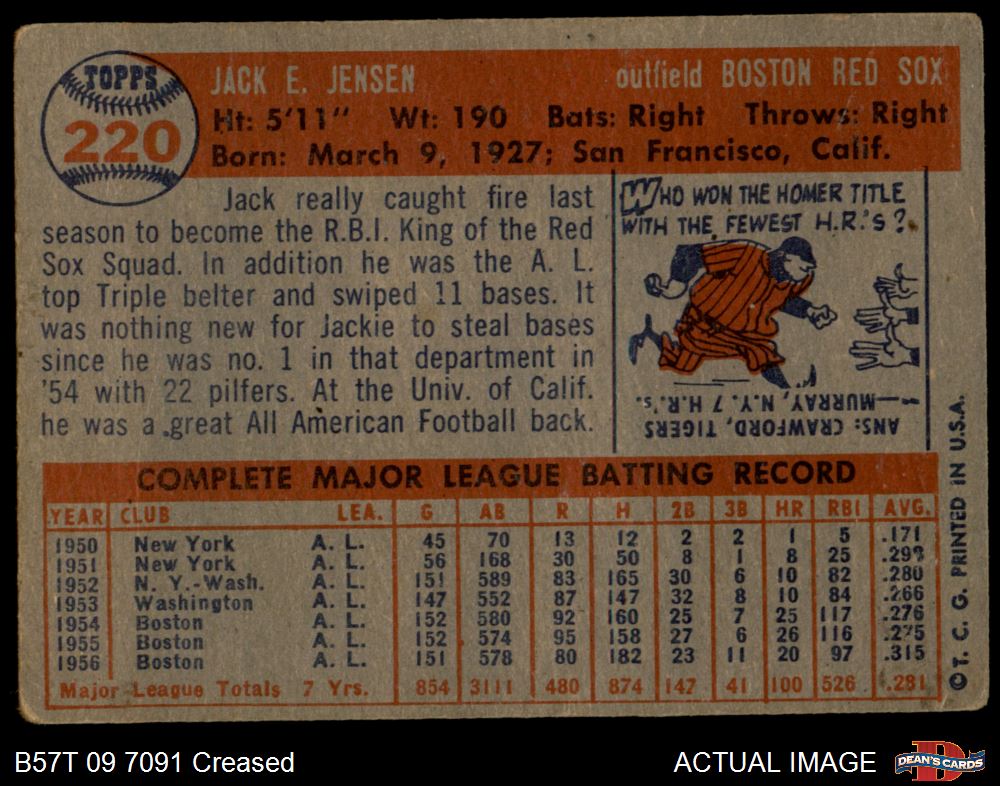 TOPPS
220
JACK E. JENSEN outfield BOSTON RED SOX
Ht: 5'11" Wt: 190 Bats: Right Throws: Right
Born: March 9, 1927; San Francisco, Calif.
Jack really caught fire last
season to become the R.B.I. King of the Red
Sox Squad. In addition he was the A. L.
top Triple belter and swiped 11 bases. It
was nothing new for Jackie to steal bases
since he was no. 1 in that department in
'54 with 22 pilfers. At the Univ. of Calif.
he was a great All American Football back.
WHO WON THE HOMER TITLE
WITH THE FEWEST H.R.'S?
ANS: CRAWFORD, TIGERS
—MURRAY, N.Y. 7 H.R.'s.
COMPLETE MAJOR LEAGUE BATTING RECORD
YEAR CLUB LEA. G AB R H 2B 3B HR RBI AVG.
1950 New York A. L. 45 70 13 12 2 2 1 5 .171
1951 New York A. L. 56 168 30 50 8 1 8 25 .298
1952 N. Y.-Wash. A. L. 151 589 83 165 30 6 10 82 .280
1953 Washington A. L. 147 552 87 147 32 8 10 84 .266
1954 Boston A. L. 152 580 92 160 25 7 25 117 .276
1955 Boston A. L. 152 574 95 158 27 6 26 116 .275
1956 Boston A. L. 151 578 80 182 23 11 20 97 .315
Major League Totals 7 Yrs. 854 3111 480 874 147 41 100 526 .281
© T. C. G. PRINTED IN U.S.A.
B57T 09 7091 Creased ACTUAL IMAGE
DEAN'S CARDS